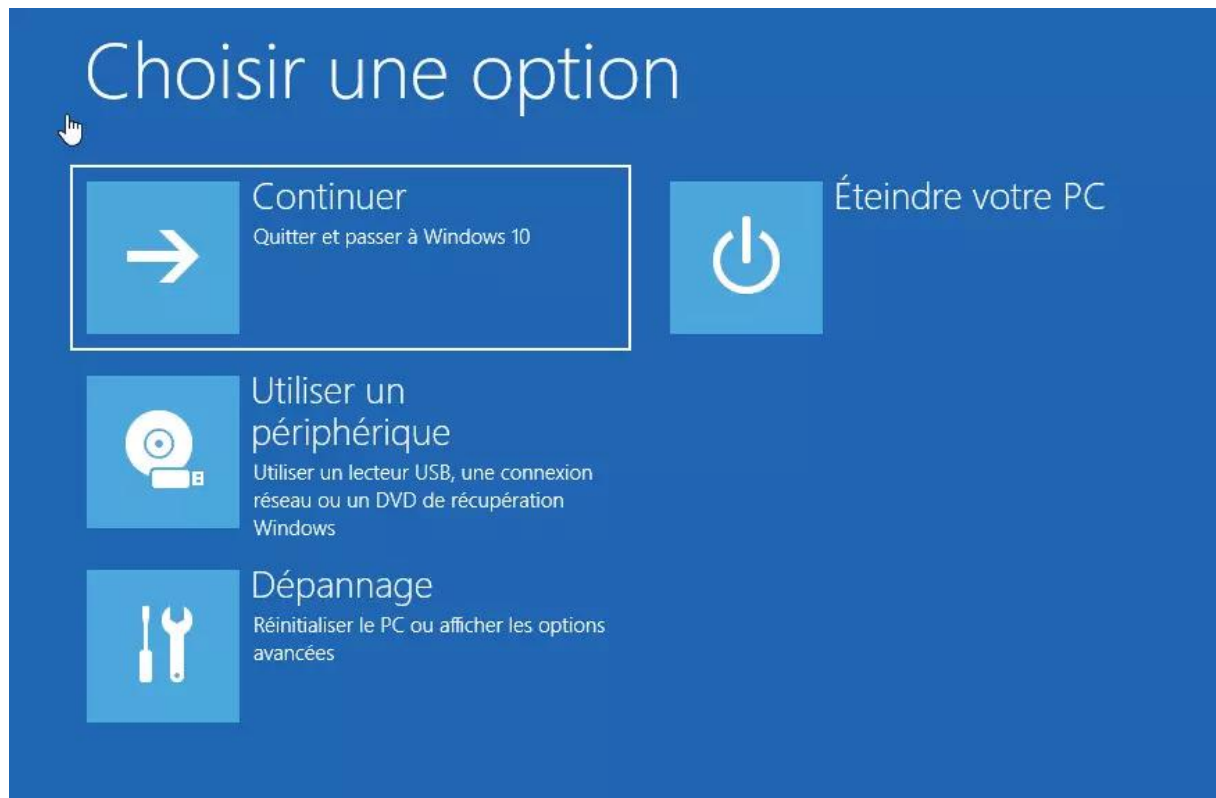 Choisir une option
Continuer
Quitter et passer à Windows 10
Éteindre votre PC
Utiliser un
périphérique
Utiliser un lecteur USB, une connexion
réseau ou un DVD de récupération
Windows
Dépannage
Réinitialiser le PC ou afficher les options
avancées